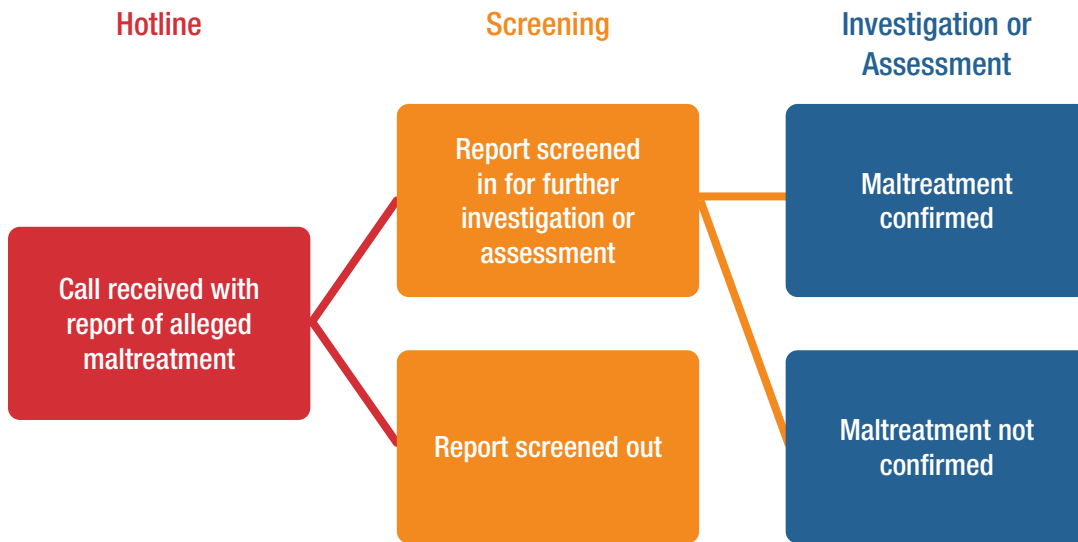 Hotline
Screening
Investigation or
Assessment
Call received with
report of alleged
maltreatment
Report screened
in for further
investigation or
assessment
Report screened out
Maltreatment
confirmed
Maltreatment not
confirmed